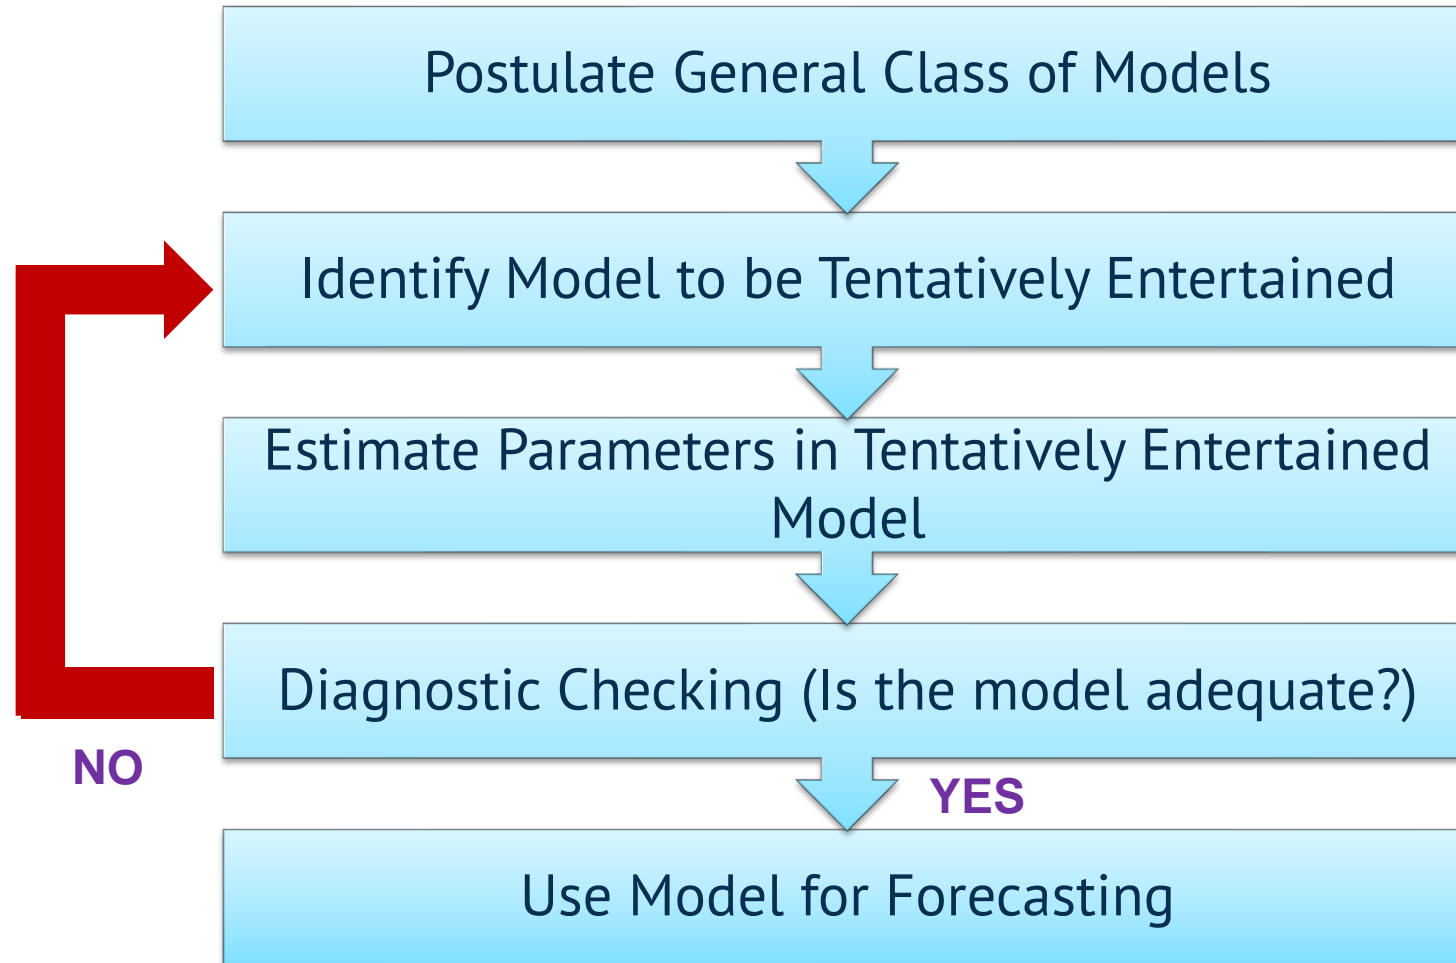 Postulate General Class of Models
Identify Model to be Tentatively Entertained
Estimate Parameters in Tentatively Entertained
Model
Diagnostic Checking (Is the model adequate?)
NO
YES
Use Model for Forecasting